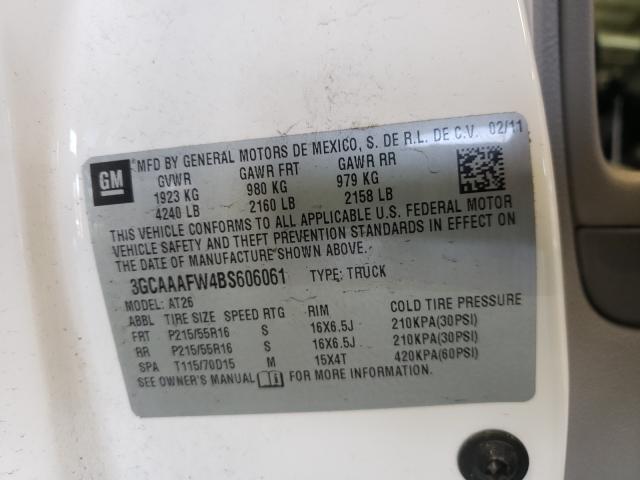 GM
MFD BY GENERAL MOTORS DE MEXICO, S. DE R.L. DE C.V. 02/11
GVWR GAWR FRT GAWR RR
1923 KG 980 KG 979 KG
4240 LB 2160 LB 2158 LB
THIS VEHICLE CONFORMS TO ALL APPLICABLE U.S. FEDERAL MOTOR
VEHICLE SAFETY AND THEFT PREVENTION STANDARDS IN EFFECT ON
THE DATE OF MANUFACTURE SHOWN ABOVE.
3GCAAAFW4BS606061 TYPE: TRUCK
MODEL: AT26
ABBL TIRE SIZE SPEED RTG RIM COLD TIRE PRESSURE
FRT P215/55R16 S 16X6.5J 210KPA(30PSI)
RR P215/55R16 S 16X6.5J 210KPA(30PSI)
SPA T115/70D15 M 15X4T 420KPA(60PSI)
SEE OWNER'S MANUAL FOR MORE INFORMATION.